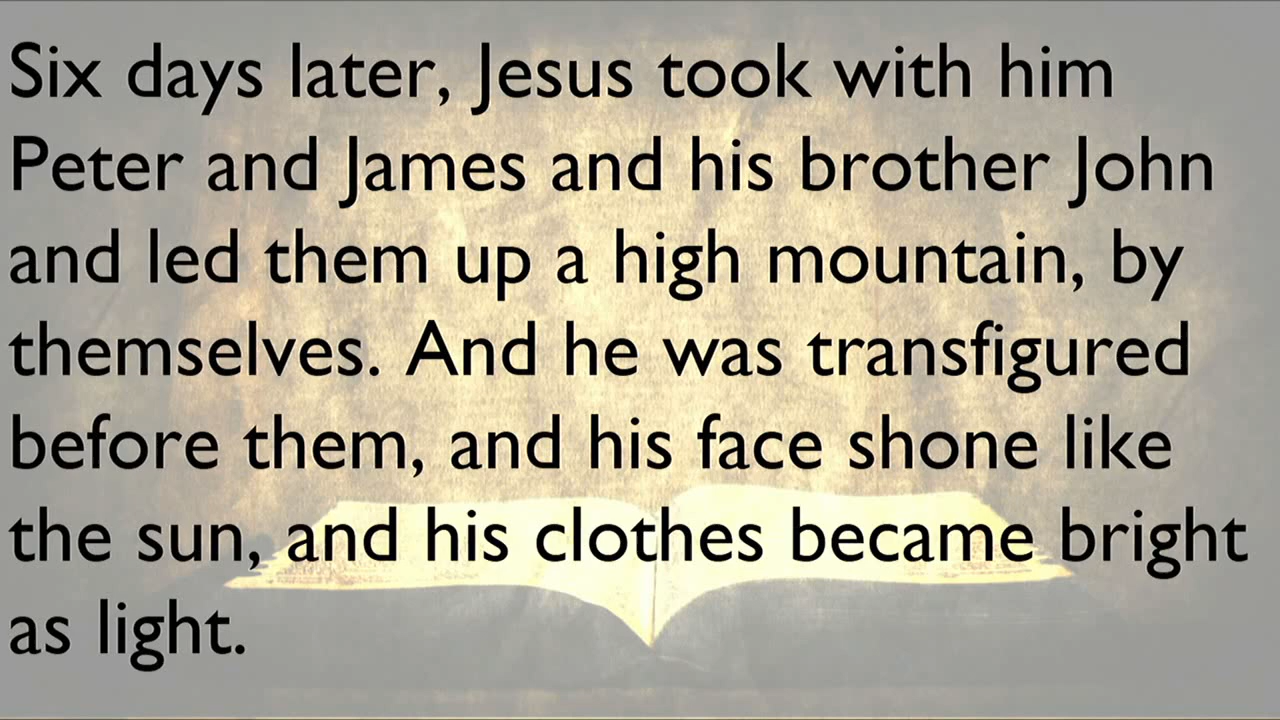 Six days later, Jesus took with him
Peter and James and his brother John
and led them up a high mountain, by
themselves. And he was transfigured
before them, and his face shone like
the sun, and his clothes became bright
as light.